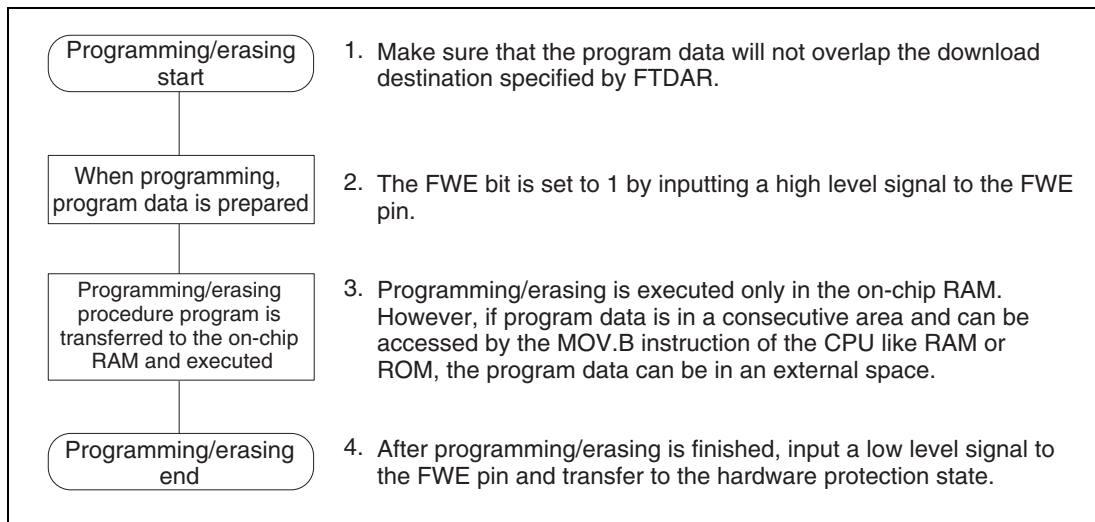 Programming/erasing
start
1. Make sure that the program data will not overlap the download
destination specified by FTDAR.
When programming,
program data is prepared
2. The FWE bit is set to 1 by inputting a high level signal to the FWE
pin.
Programming/erasing
procedure program is
transferred to the on-chip
RAM and executed
3. Programming/erasing is executed only in the on-chip RAM.
However, if program data is in a consecutive area and can be
accessed by the MOV.B instruction of the CPU like RAM or
ROM, the program data can be in an external space.
Programming/erasing
end
4. After programming/erasing is finished, input a low level signal to
the FWE pin and transfer to the hardware protection state.